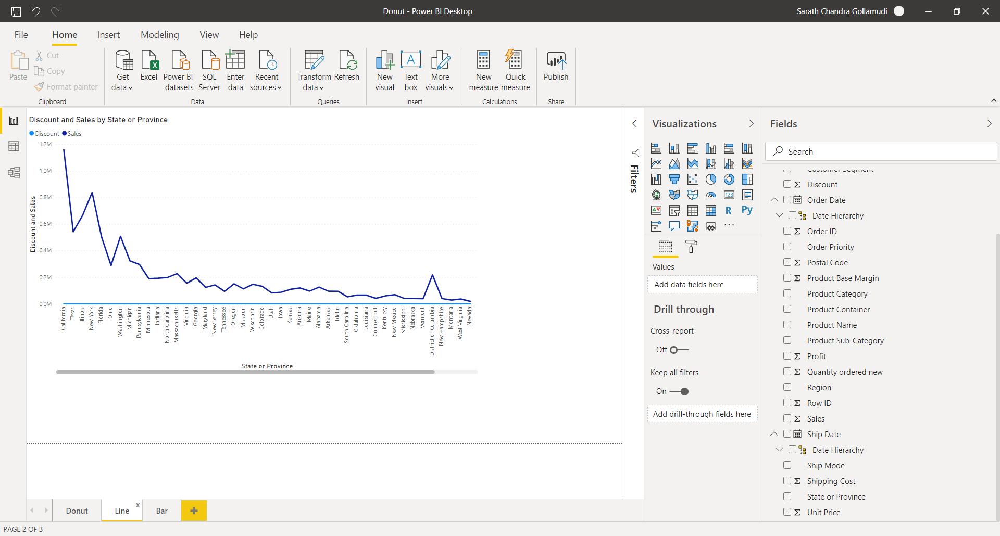 Donut - Power BI Desktop
Sarath Chandra Gollamudi
File
Home
Insert
Modeling
View
Help
Paste
Cut
Copy
Format painter
Clipboard
Get
data
Excel
Power BI
datasets
SQL
Server
Enter
data
Recent
sources
Data
Transform
data
Refresh
Queries
New
visual
A
Text
box
More
visuals
Insert
New
measure
Quick
measure
Calculations
Publish
Share
Discount and Sales by State or Province
Discount
Sales
1.2M
1.0M
0.8M
0.6M
0.4M
0.2M
0.0M
Discount and Sales
California
Texas
Illinois
New York
Florida
Ohio
Washington
Michigan
Pennsylvania
Minnesota
Indiana
North Carolina
Massachusetts
Virginia
Georgia
Maryland
New Jersey
Tennessee
Oregon
Missouri
Wisconsin
Colorado
Utah
Iowa
Kansas
Arizona
Maine
Alabama
Arkansas
Idaho
South Carolina
Oklahoma
Louisiana
Connecticut
Kentucky
New Mexico
Mississippi
Nebraska
Vermont
District of Columbia
New Hampshire
Montana
West Virginia
Nevada
State or Province
Filters
Visualizations
123
R
Py
Values
Add data fields here
Drill through
Cross-report
Off
Keep all filters
On
Add drill-through fields here
Fields
Search
Customer Segment
Σ Discount
Order Date
Date Hierarchy
Σ Order ID
Order Priority
Σ Postal Code
Σ Product Base Margin
Product Category
Product Container
Product Name
Product Sub-Category
Σ Profit
Σ Quantity ordered new
Region
Σ Row ID
Σ Sales
Ship Date
Date Hierarchy
Ship Mode
Σ Shipping Cost
State or Province
Σ Unit Price
Donut
Line
x
Bar
+
PAGE 2 OF 3